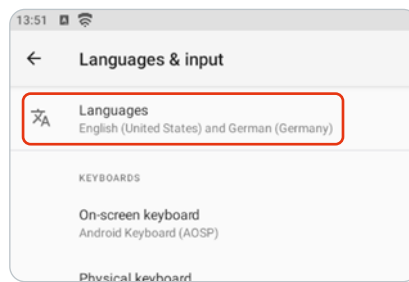 13:51
Languages & input
Languages
English (United States) and German (Germany)
KEYBOARDS
On-screen keyboard
Android Keyboard (AOSP)
Physical keyboard